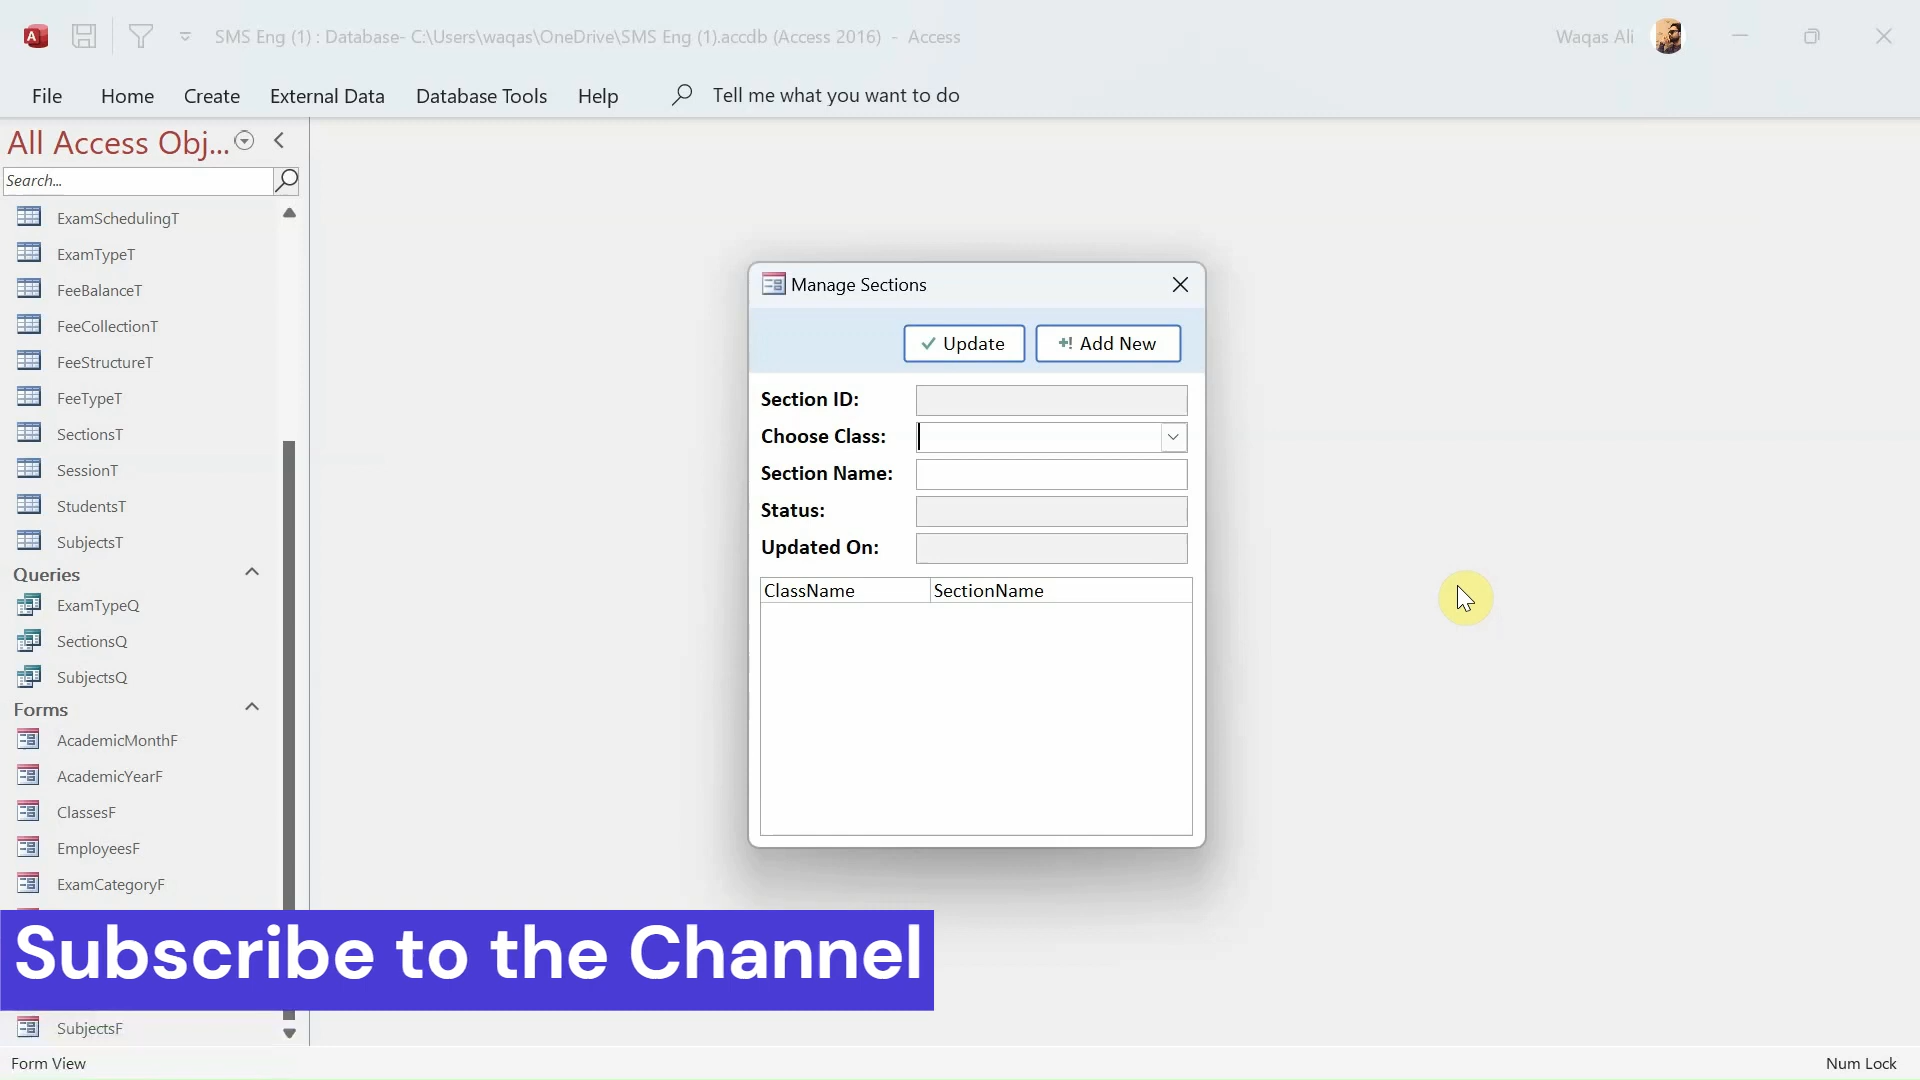 SMS Eng (1) : Database- C:\Users\waqas\OneDrive\SMS Eng (1).accdb (Access 2016) - Access
Waqas Ali
File Home Create External Data Database Tools Help Tell me what you want to do
All Access Obj...
Search...
ExamSchedulingT
ExamTypeT
FeeBalanceT
FeeCollectionT
FeeStructureT
FeeTypeT
SectionsT
SessionT
StudentsT
SubjectsT
Queries
ExamTypeQ
SectionsQ
SubjectsQ
Forms
AcademicMonthF
AcademicYearF
ClassesF
EmployeesF
ExamCategoryF
SubjectsF
Manage Sections
Update Add New
Section ID:
Choose Class:
Section Name:
Status:
Updated On:
ClassName SectionName
Subscribe to the Channel
Form View
Num Lock